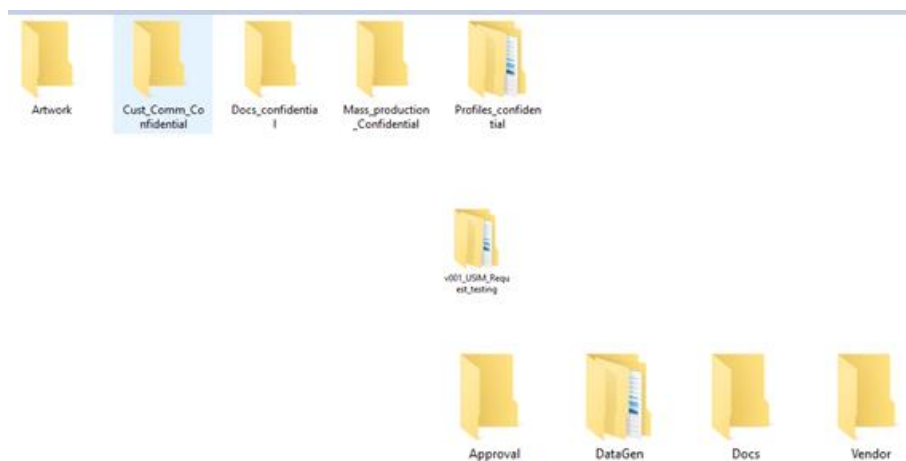 Artwork
Cust_Comm_Co
nfidential
Docs_confidentia
l
Mass_production
_Confidential
Profiles_confiden
tial
v001_USIM_Requ
est_testing
Approval
DataGen
Docs
Vendor